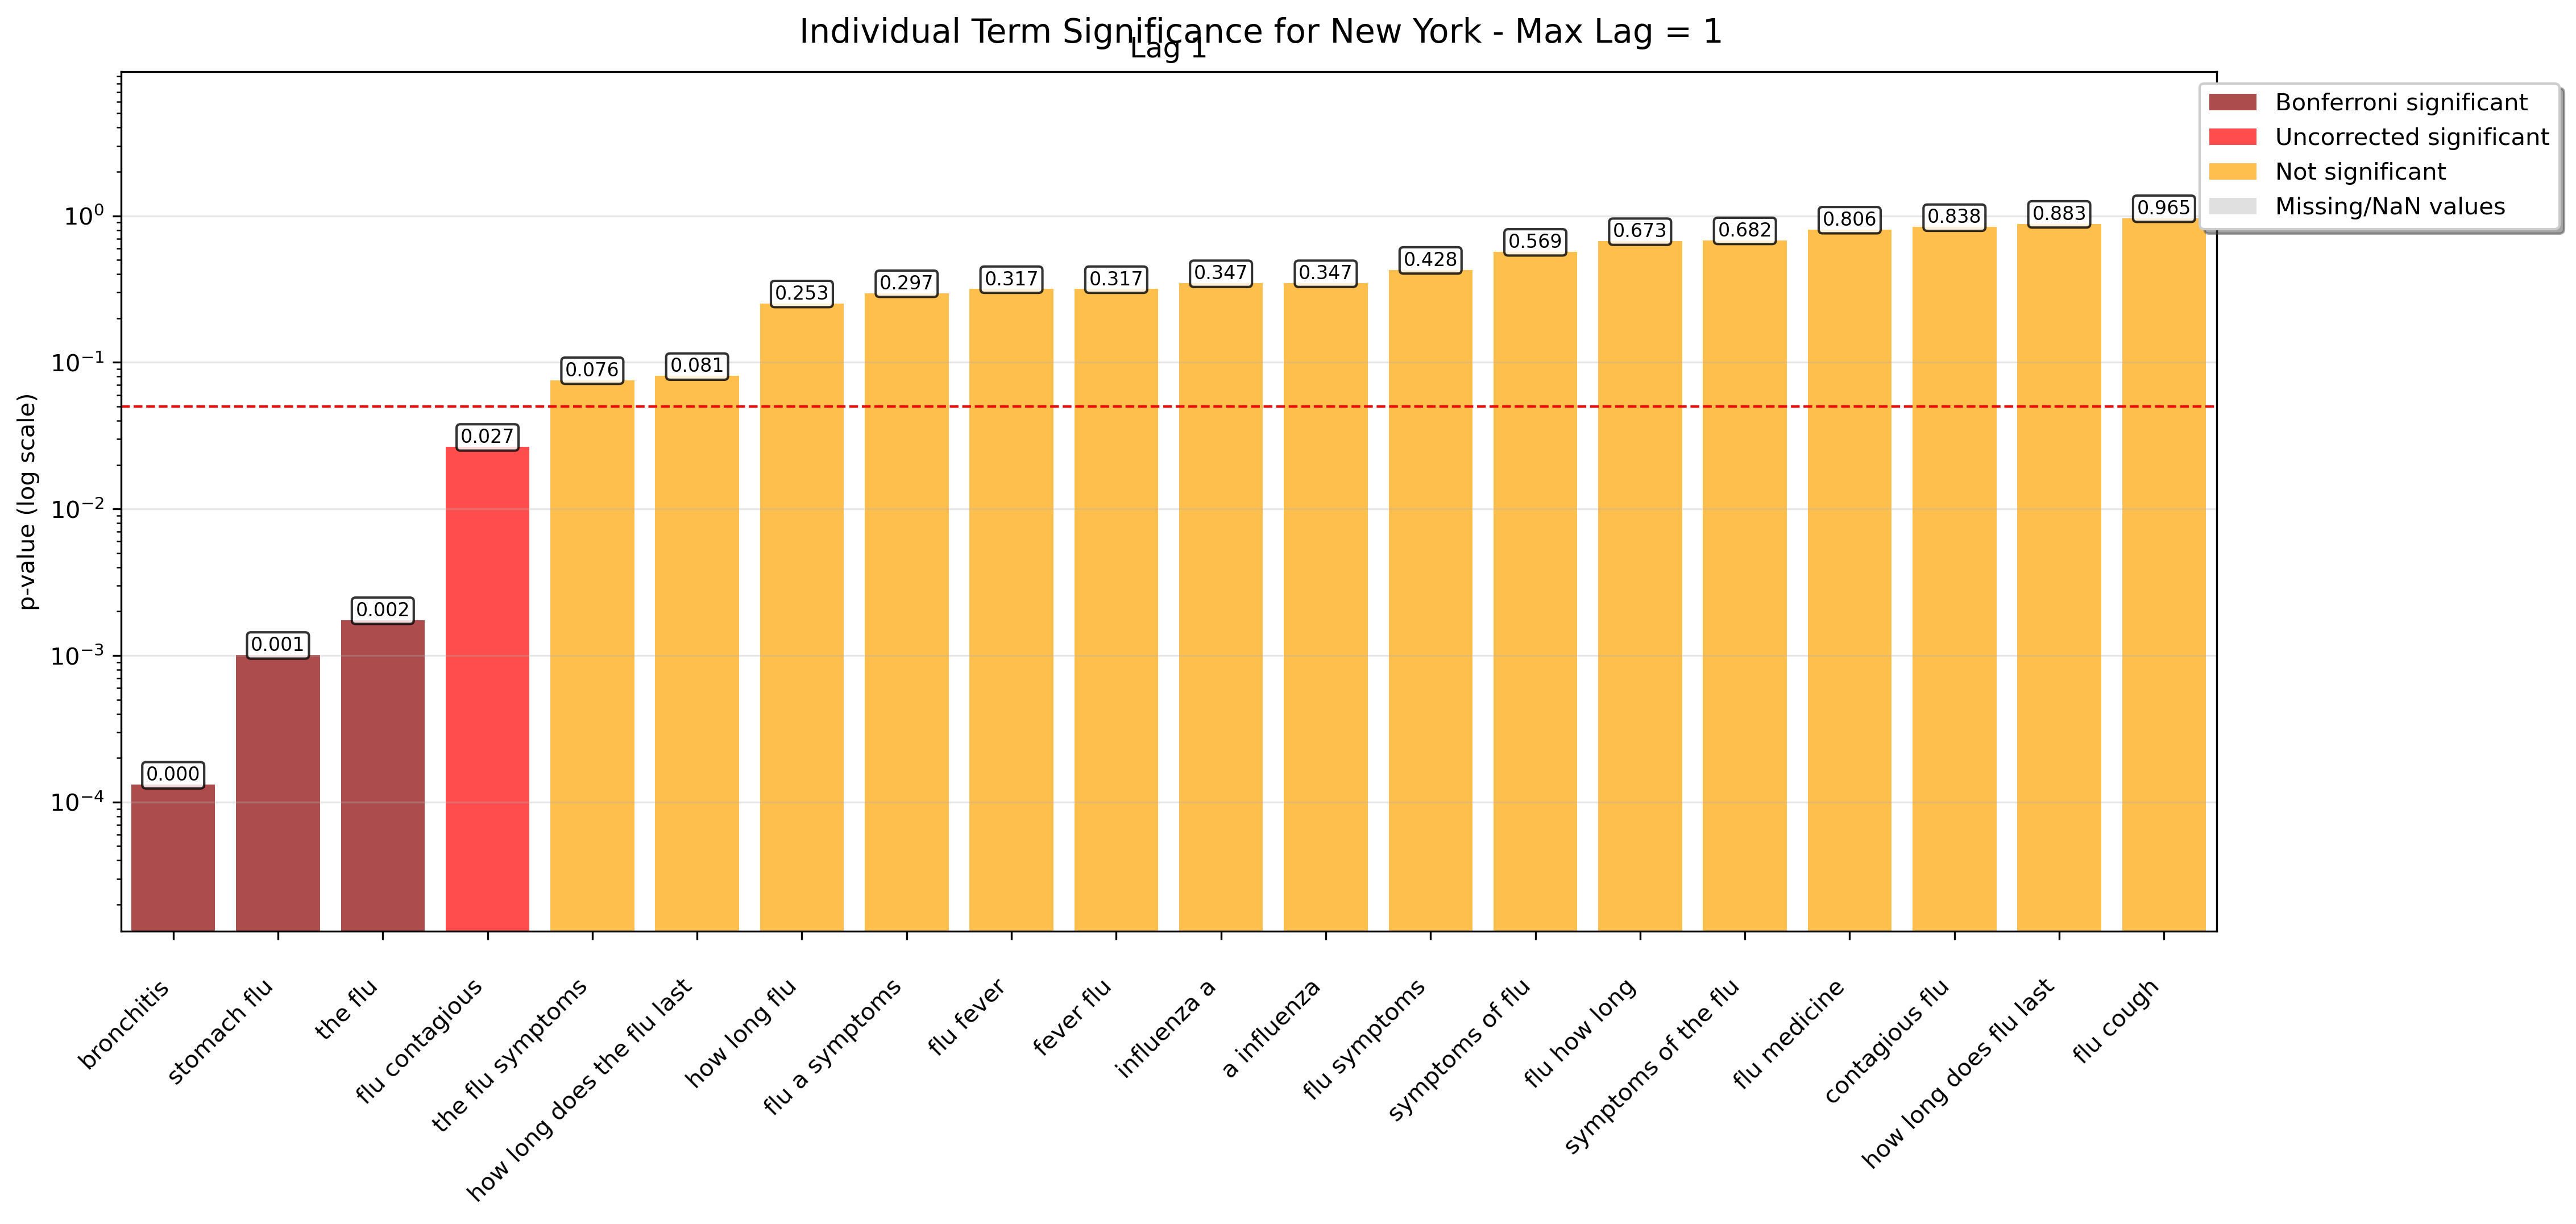 Individual Term Significance for New York - Max Lag = 1
Lag 1
Bonferroni significant
Uncorrected significant
Not significant
Missing/NaN values
p-value (log scale)
10⁰
10⁻¹
10⁻²
10⁻³
10⁻⁴
0.000
0.001
0.002
0.027
0.076
0.081
0.253
0.297
0.317
0.317
0.347
0.347
0.428
0.569
0.673
0.682
0.806
0.838
0.883
0.965
bronchitis
stomach flu
the flu
flu contagious
the flu symptoms
how long does the flu last
how long flu
flu a symptoms
flu fever
fever flu
influenza a
a influenza
flu symptoms
symptoms of flu
flu how long
symptoms of the flu
flu medicine
contagious flu
how long does flu last
flu cough